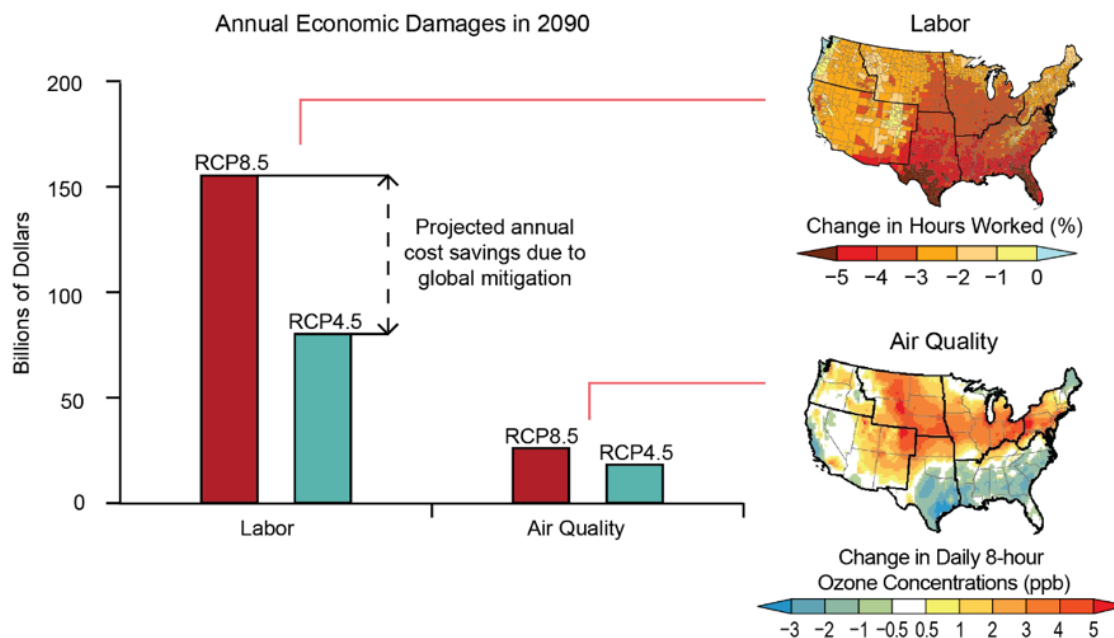 Annual Economic Damages in 2090
Billions of Dollars
200
150
100
50
0
RCP8.5
RCP4.5
Projected annual
cost savings due to
global mitigation
RCP8.5
RCP4.5
Labor
Air Quality
Labor
Change in Hours Worked (%)
−5 −4 −3 −2 −1 0
Air Quality
Change in Daily 8-hour
Ozone Concentrations (ppb)
−3 −2 −1 −0.5 0.5 1 2 3 4 5